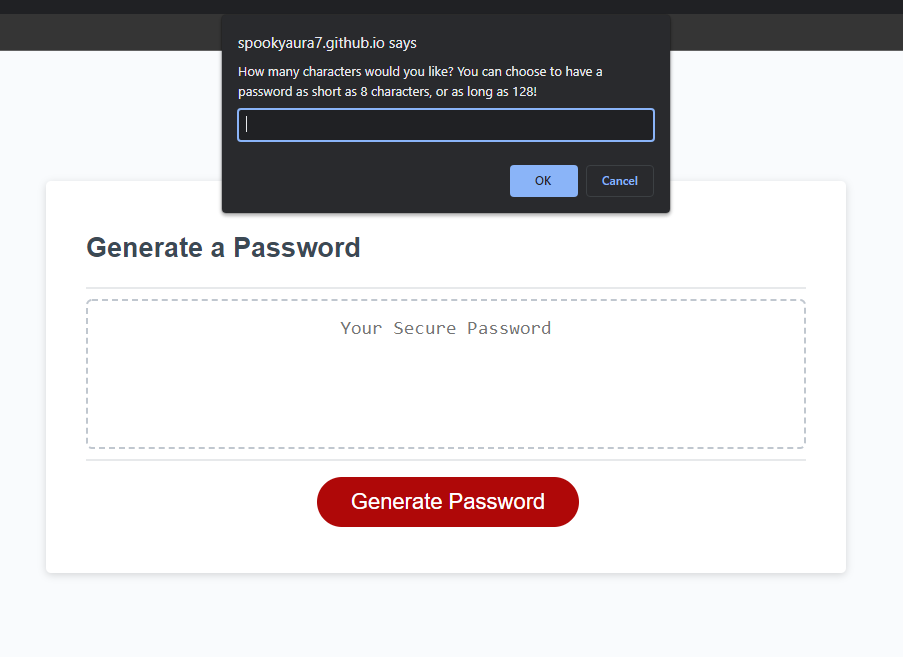 spookyaura7.github.io says
How many characters would you like? You can choose to have a
password as short as 8 characters, or as long as 128!
OK
Cancel
Generate a Password
Your Secure Password
Generate Password